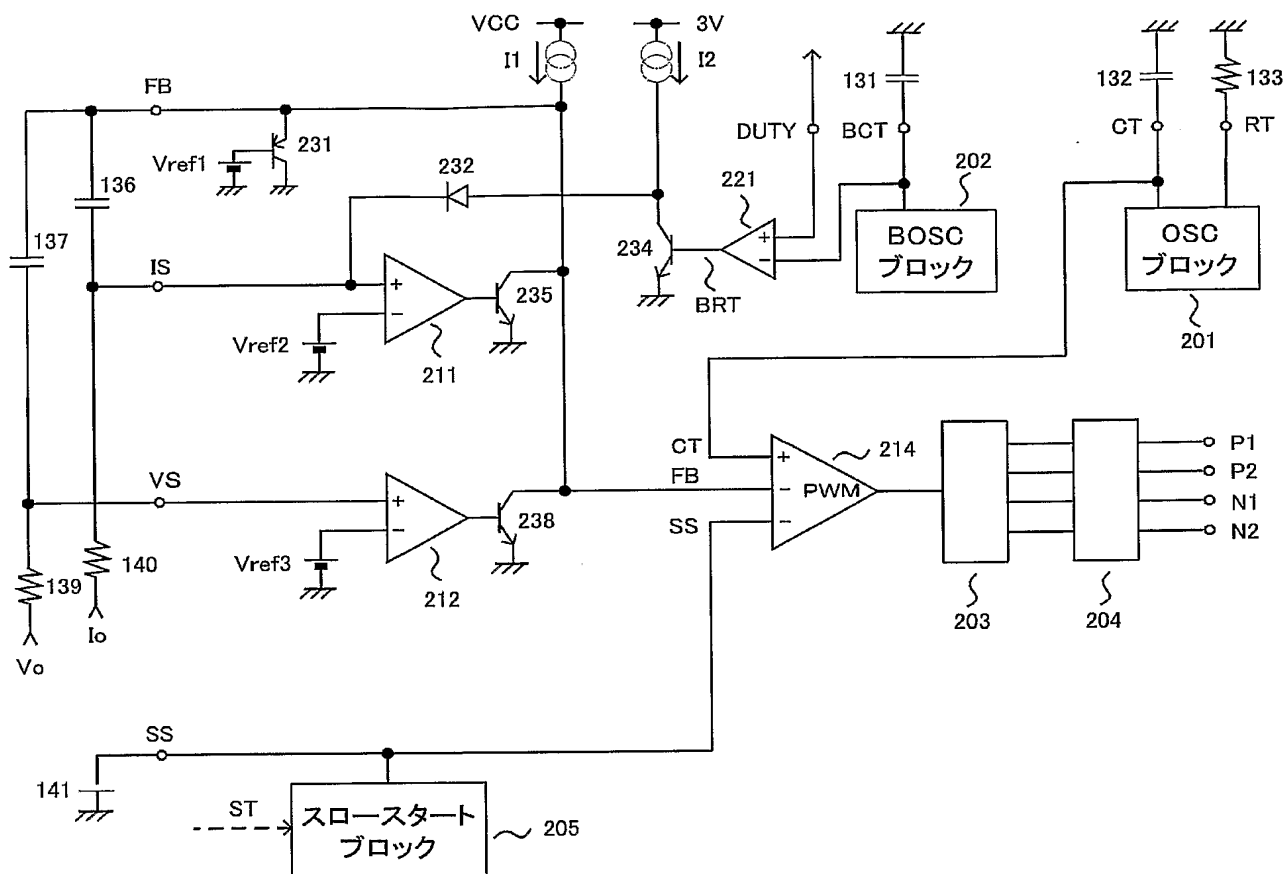 VCC
3V
I1
I2
131
132
133
FB
DUTY
BCT
CT
RT
231
Vref1
136
232
221
202
137
BOSC
ブロック
OSC
ブロック
IS
234
235
BRT
201
Vref2
211
CT
214
P1
VS
FB
PWM
P2
238
N1
SS
N2
Vref3
139
140
212
203
204
Io
Vo
SS
141
ST
スロースタート
ブロック
205